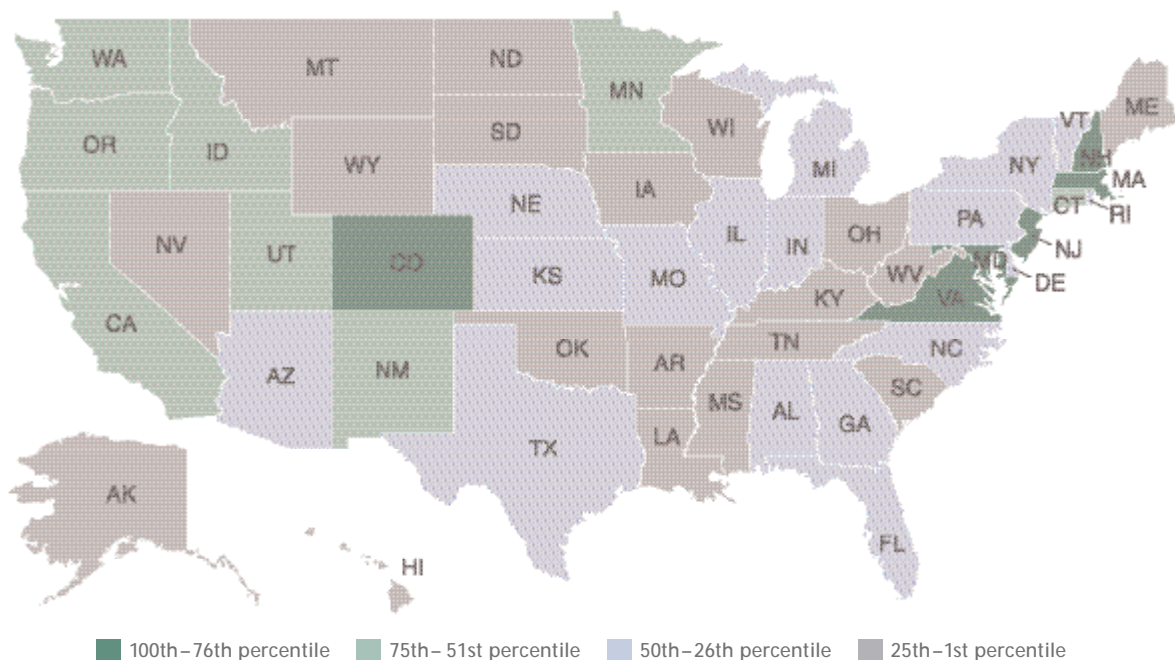 WA
MT
ND
MN
ME
VT
OR
ID
SD
WI
NH
WY
MI
NY
MA
IA
NE
CT
RI
PA
NV
UT
CO
IL
IN
OH
NJ
MD
WV
DE
KS
MO
KY
VA
CA
TN
NC
AZ
NM
OK
AR
SC
MS
AL
GA
TX
LA
AK
FL
HI
100th–76th percentile 75th–51st percentile 50th–26th percentile 25th–1st percentile